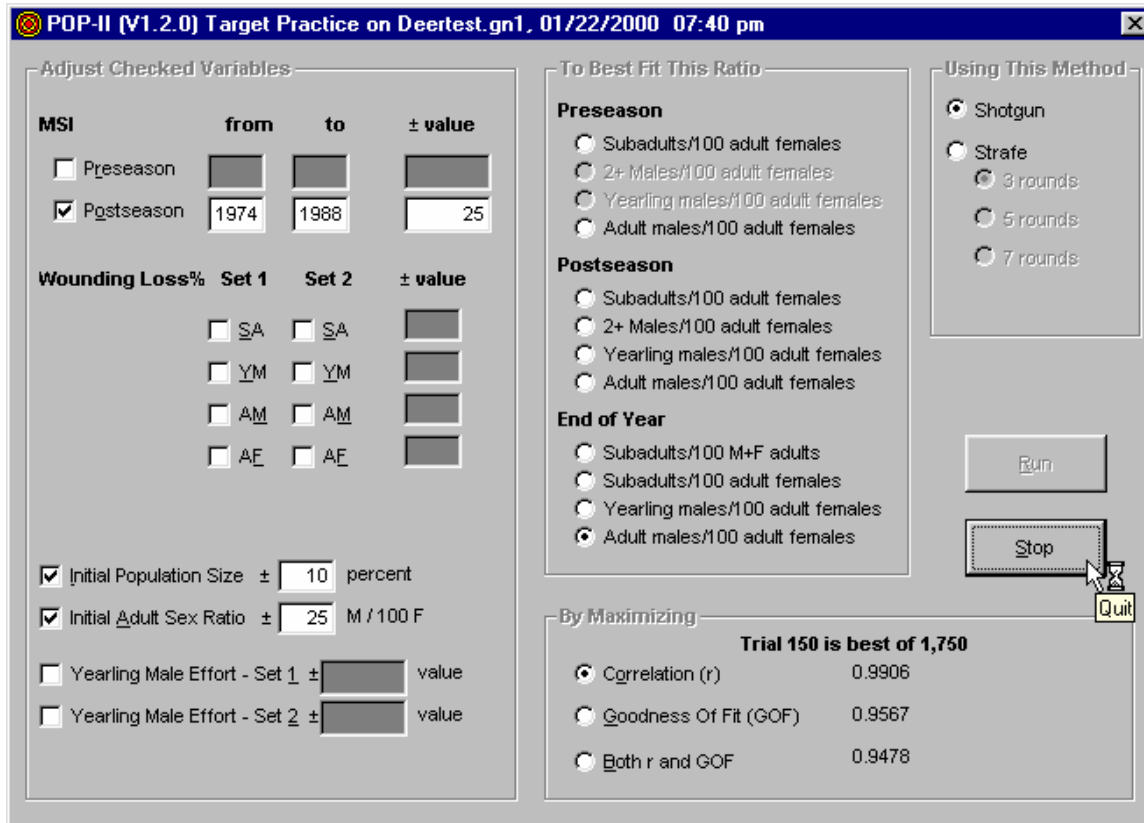 POP-II (V1.2.0) Target Practice on Deertest.gn1, 01/22/2000 07:40 pm
Adjust Checked Variables
MSI from to ± value
Preseason
Postseason 1974 1988 25
Wounding Loss% Set 1 Set 2 ± value
SA SA
YM YM
AM AM
AF AF
Initial Population Size ± 10 percent
Initial Adult Sex Ratio ± 25 M / 100 F
Yearling Male Effort - Set 1 ± value
Yearling Male Effort - Set 2 ± value
To Best Fit This Ratio
Preseason
Subadults/100 adult females
2+ Males/100 adult females
Yearling males/100 adult females
Adult males/100 adult females
Postseason
Subadults/100 adult females
2+ Males/100 adult females
Yearling males/100 adult females
Adult males/100 adult females
End of Year
Subadults/100 M+F adults
Subadults/100 adult females
Yearling males/100 adult females
Adult males/100 adult females
Using This Method
Shotgun
Strafe
3 rounds
5 rounds
7 rounds
Run
Stop
Quit
By Maximizing
Trial 150 is best of 1,750
Correlation (r) 0.9906
Goodness Of Fit (GOF) 0.9567
Both r and GOF 0.9478